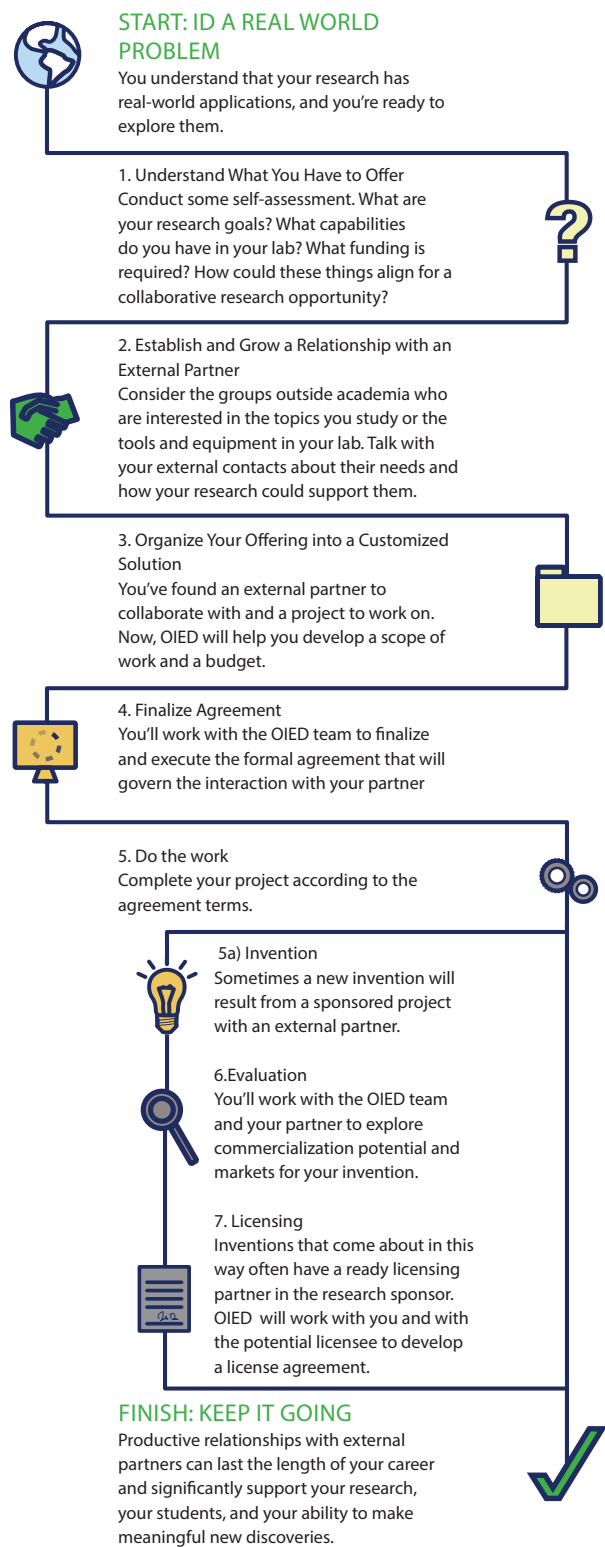 START: ID A REAL WORLD
PROBLEM
You understand that your research has
real-world applications, and you're ready to
explore them.
1. Understand What You Have to Offer
Conduct some self-assessment. What are
your research goals? What capabilities
do you have in your lab? What funding is
required? How could these things align for a
collaborative research opportunity?
2. Establish and Grow a Relationship with an
External Partner
Consider the groups outside academia who
are interested in the topics you study or the
tools and equipment in your lab. Talk with
your external contacts about their needs and
how your research could support them.
3. Organize Your Offering into a Customized
Solution
You've found an external partner to
collaborate with and a project to work on.
Now, OIED will help you develop a scope of
work and a budget.
4. Finalize Agreement
You'll work with the OIED team to finalize
and execute the formal agreement that will
govern the interaction with your partner
5. Do the work
Complete your project according to the
agreement terms.
5a) Invention
Sometimes a new invention will
result from a sponsored project
with an external partner.
6.Evaluation
You'll work with the OIED team
and your partner to explore
commercialization potential and
markets for your invention.
7. Licensing
Inventions that come about in this
way often have a ready licensing
partner in the research sponsor.
OIED will work with you and with
the potential licensee to develop
a license agreement.
FINISH: KEEP IT GOING
Productive relationships with external
partners can last the length of your career
and significantly support your research,
your students, and your ability to make
meaningful new discoveries.